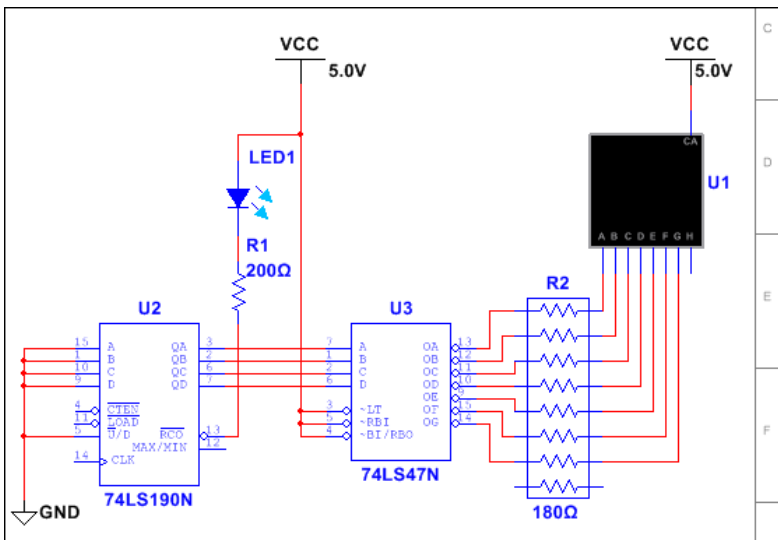 VCC
5.0V
VCC
5.0V
C
D
E
F
LED1
CA
U1
A B C D E F G H
R1
200Ω
R2
U2
15 A QA 3
1 B QB 2
10 C QC 6
9 D QD 7
4 CTEN
11 LOAD
5 U/D RCO 13
MAX/MIN 12
14 CLK
74LS190N
GND
U3
7 A OA 13
1 B OB 12
2 C OC 11
6 D OD 10
OE 9
3 ~LT OF 15
5 ~RBI OG 14
4 ~BI/RBO
74LS47N
180Ω